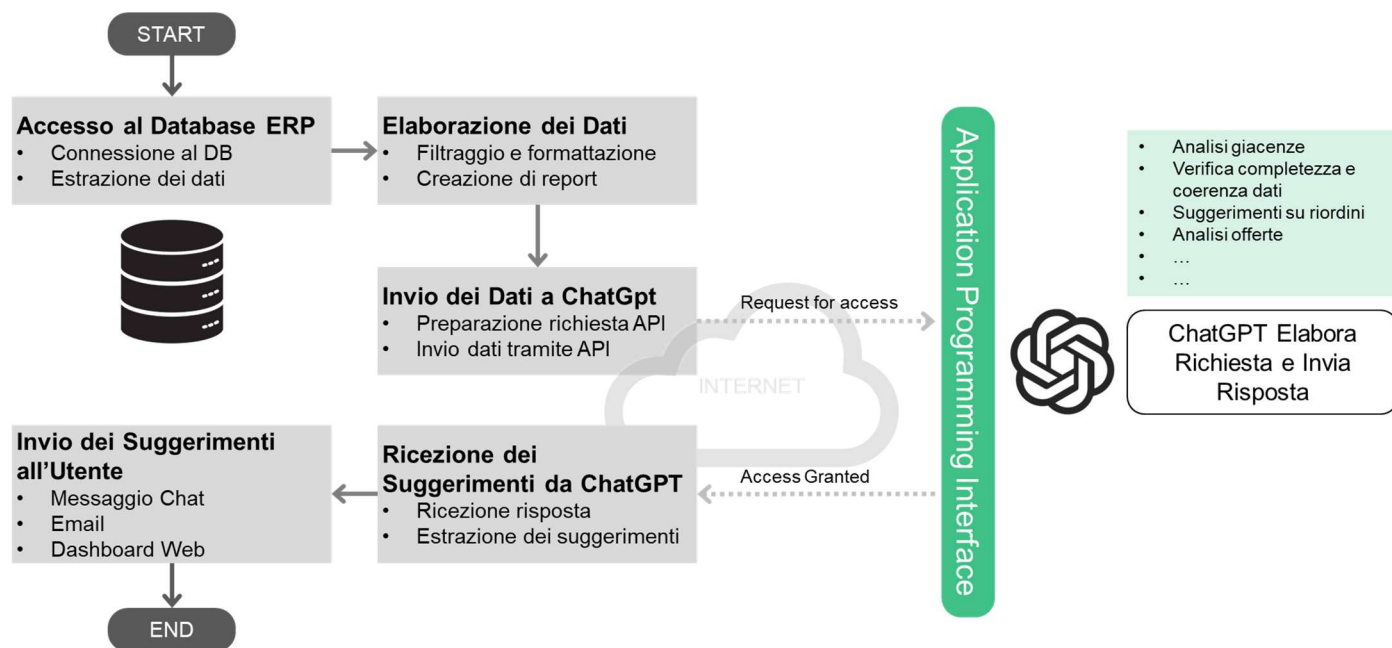 START
Accesso al Database ERP
• Connessione al DB
• Estrazione dei dati
Elaborazione dei Dati
• Filtraggio e formattazione
• Creazione di report
Invio dei Dati a ChatGpt
• Preparazione richiesta API
• Invio dati tramite API
Request for access
INTERNET
Application Programming Interface
• Analisi giacenze
• Verifica completezza e
coerenza dati
• Suggerimenti su riordini
• Analisi offerte
• …
• …
ChatGPT Elabora
Richiesta e Invia
Risposta
Access Granted
Ricezione dei
Suggerimenti da ChatGPT
• Ricezione risposta
• Estrazione dei suggerimenti
Invio dei Suggerimenti
all’Utente
• Messaggio Chat
• Email
• Dashboard Web
END